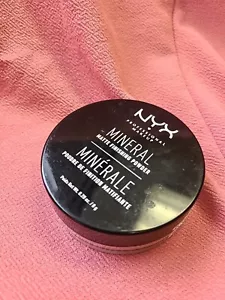 NYX
PROFESSIONAL
MAKEUP
MINERAL
MATTE FINISHING POWDER
MINÉRALE
POUDRE DE FINITION MATIFIANTE